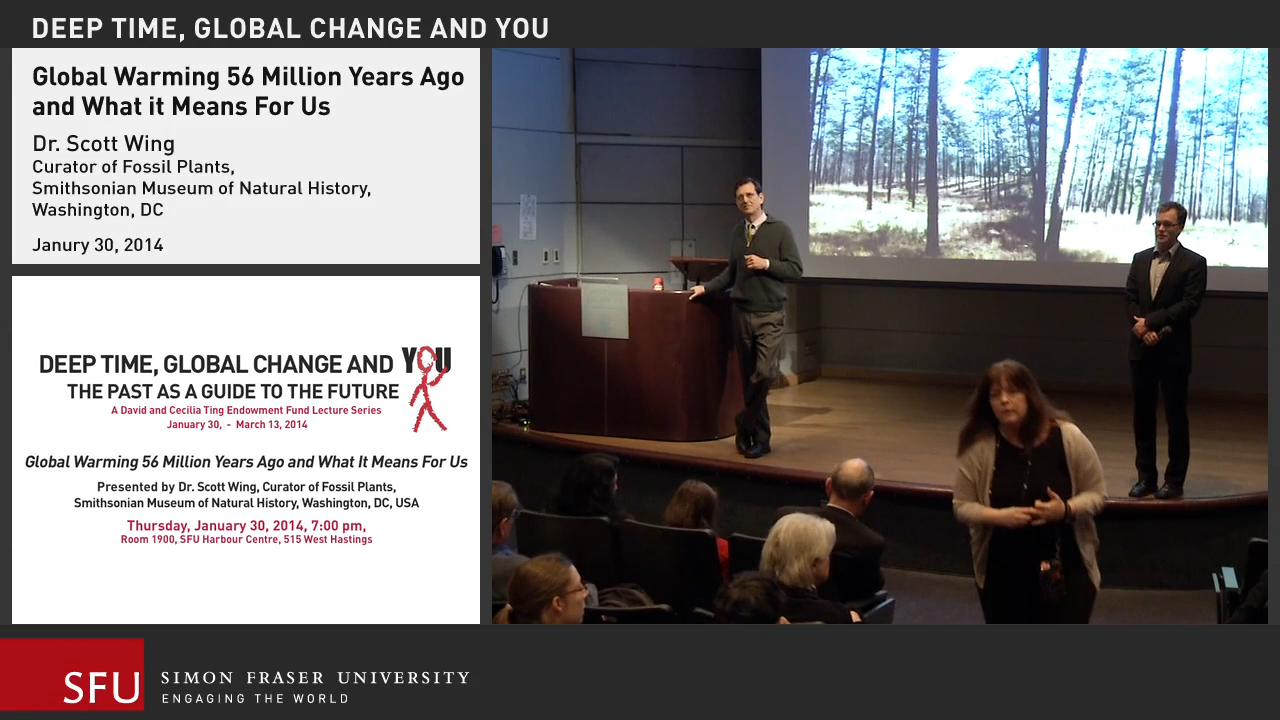 DEEP TIME, GLOBAL CHANGE AND YOU
Global Warming 56 Million Years Ago
and What it Means For Us
Dr. Scott Wing
Curator of Fossil Plants,
Smithsonian Museum of Natural History,
Washington, DC
Janury 30, 2014
DEEP TIME, GLOBAL CHANGE AND YOU
THE PAST AS A GUIDE TO THE FUTURE
A David and Cecilia Ting Endowment Fund Lecture Series
January 30, - March 13, 2014
Global Warming 56 Million Years Ago and What It Means For Us
Presented by Dr. Scott Wing, Curator of Fossil Plants,
Smithsonian Museum of Natural History, Washington, DC, USA
Thursday, January 30, 2014, 7:00 pm,
Room 1900, SFU Harbour Centre, 515 West Hastings
SFU
SIMON FRASER UNIVERSITY
ENGAGING THE WORLD